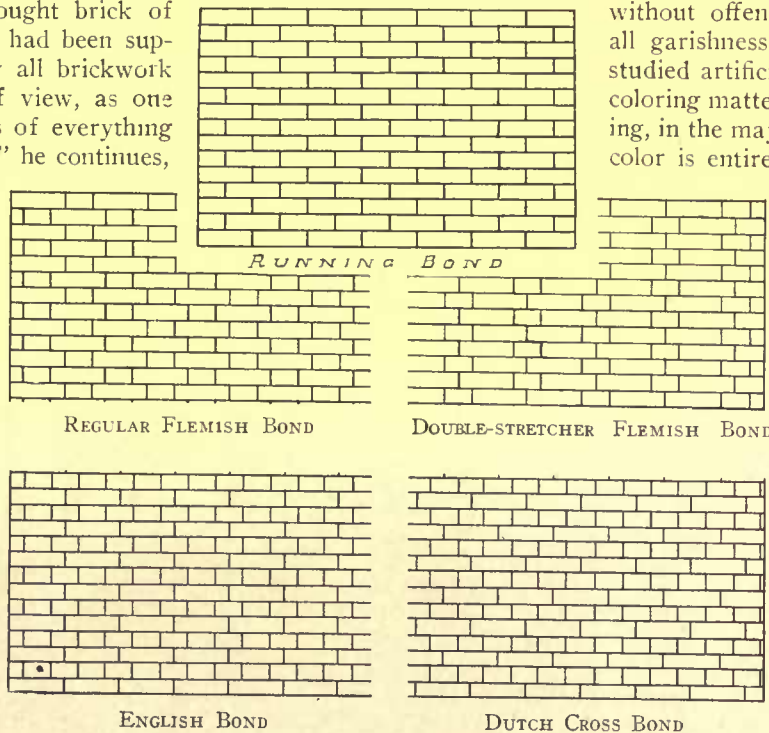 ought brick of
had been sup-
all brickwork
f view, as one
s of everything
” he continues,
without offen
all garishness
studied artific
coloring matte
ing, in the maj
color is entire
RUNNING BOND
REGULAR FLEMISH BOND
DOUBLE-STRETCHER FLEMISH BOND
ENGLISH BOND
DUTCH CROSS BOND